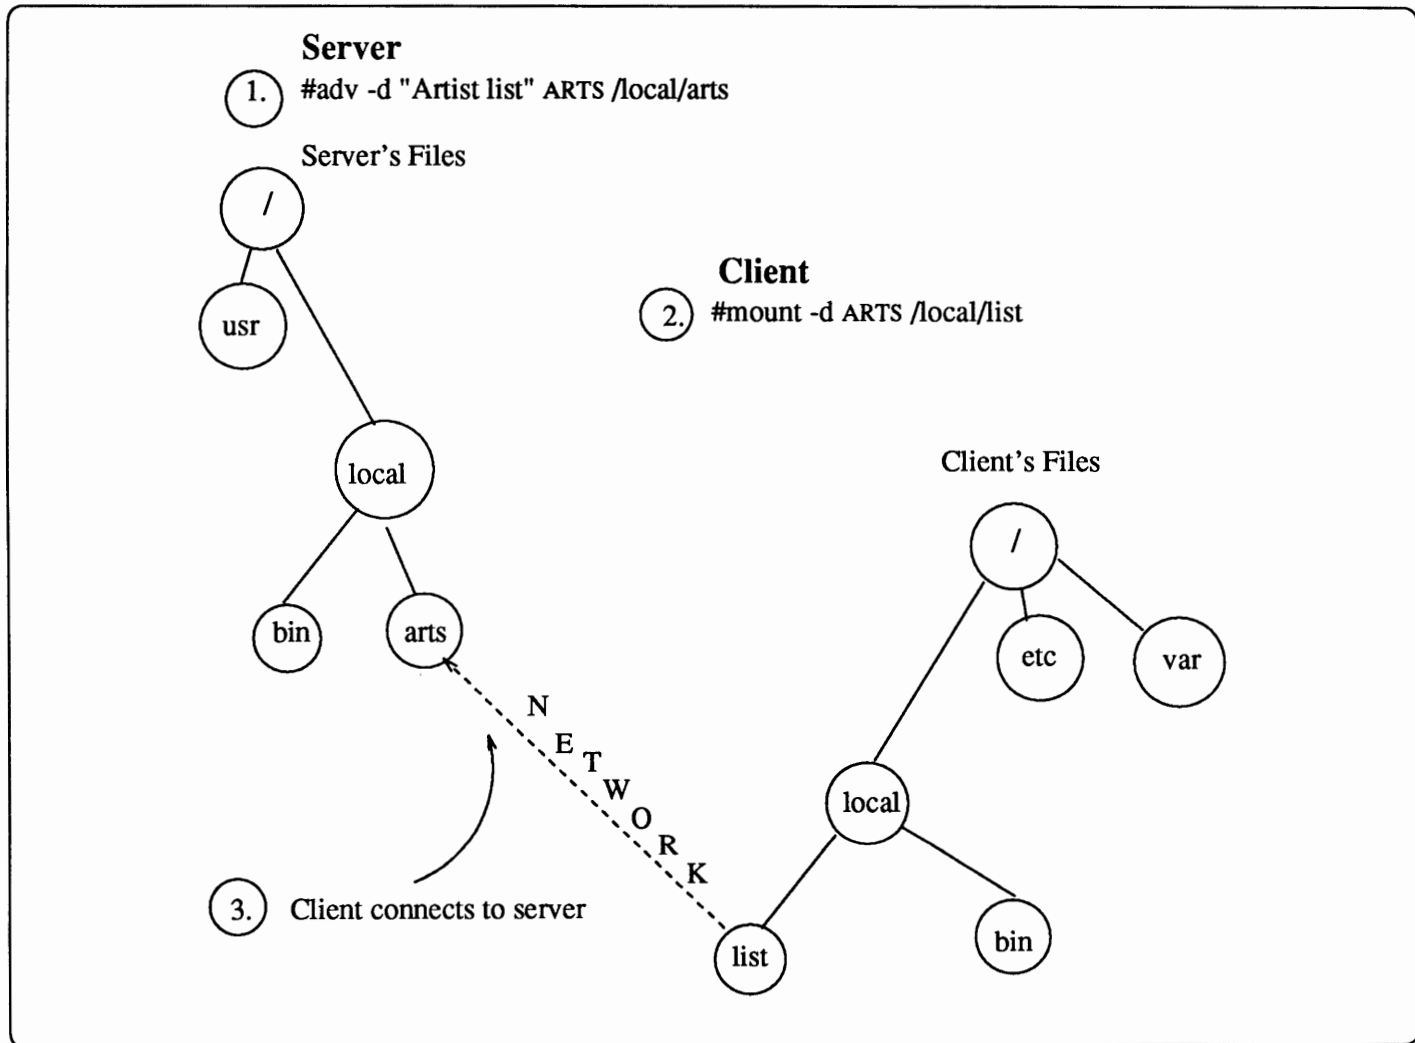 Server
1. #adv -d "Artist list" ARTS /local/arts
Server's Files
/
usr
Client
2. #mount -d ARTS /local/list
local
Client's Files
/
bin
arts
etc
var
NETWORK
local
3. Client connects to server
list
bin